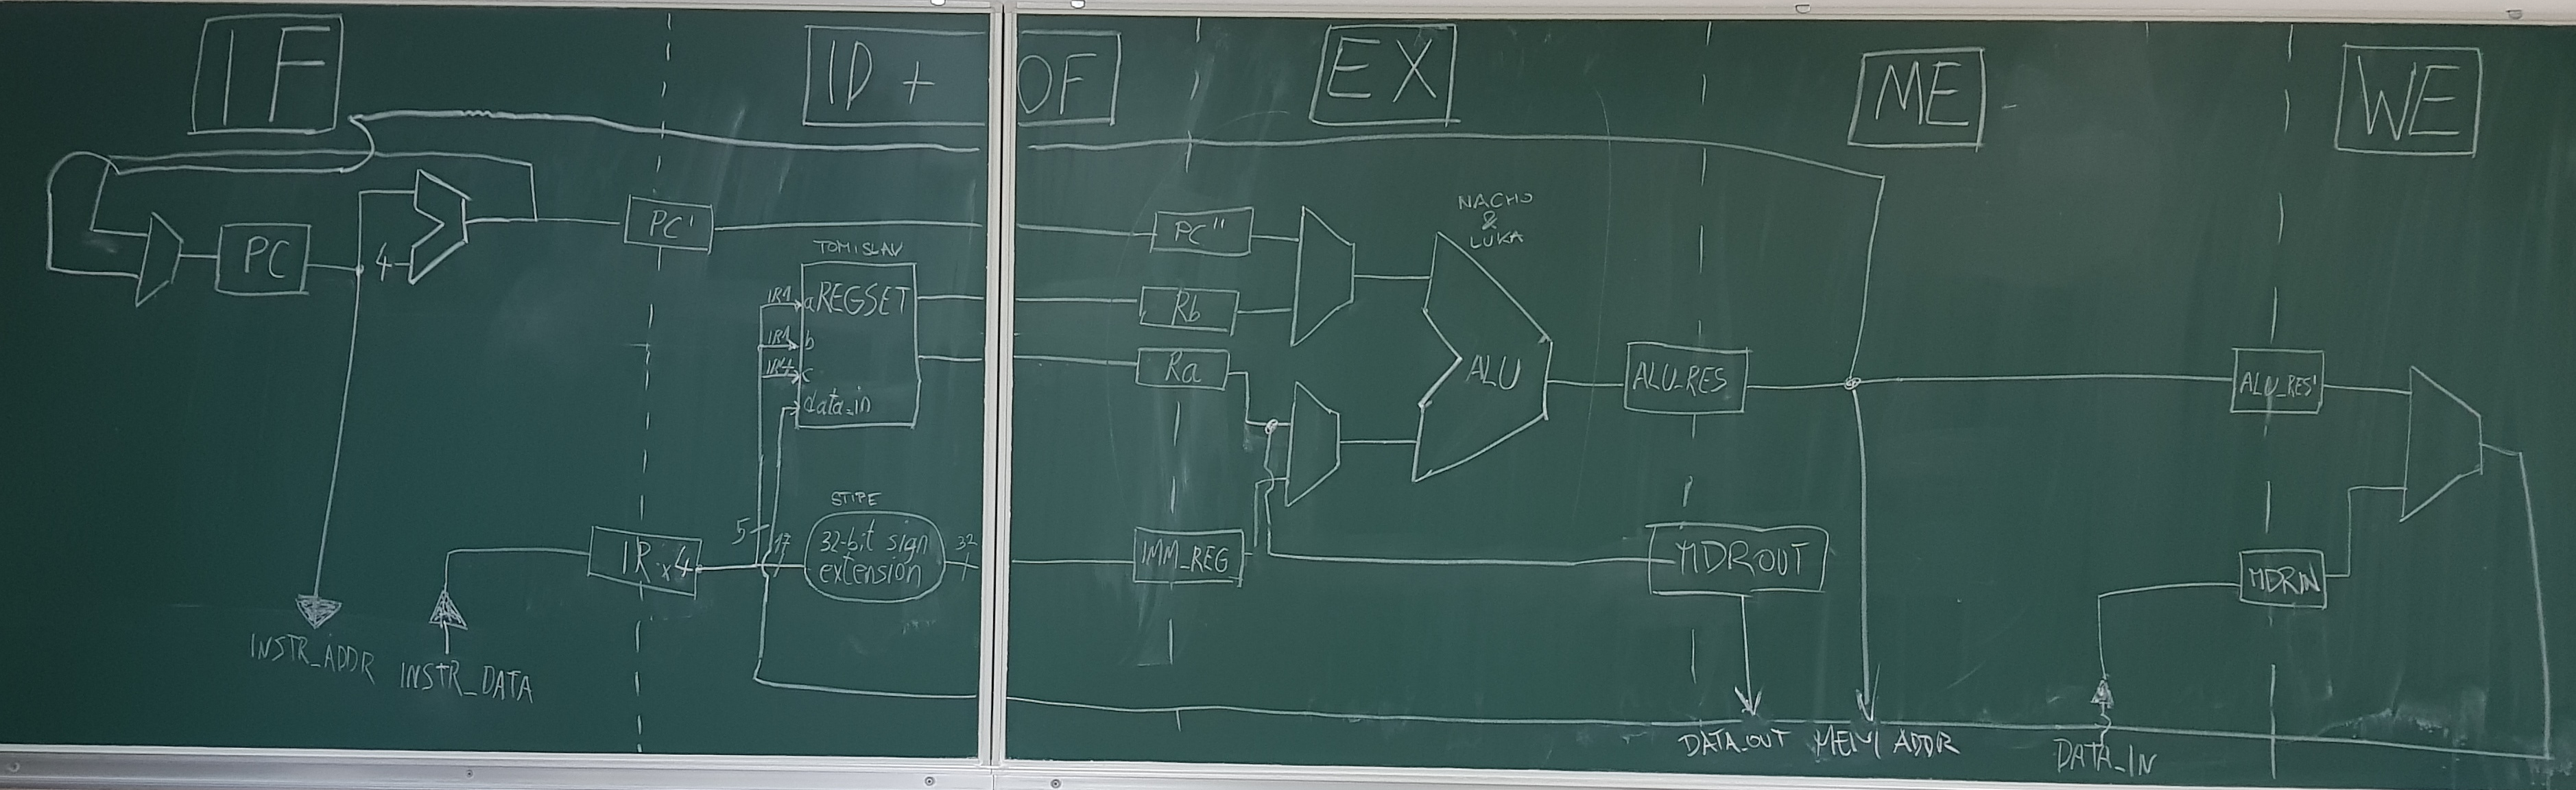 IF
ID + OF
EX
ME
WE
PC
4
PC'
TOMISLAV
REGSET
a
b
c
data_in
IR1
IR4
PC"
Rb
Ra
NACHO
&
LUKA
ALU
ALU_RES
ALU_RES'
IR x4
5
17
STIPE
32-bit sign
extension
32
IMM_REG
MDROUT
MDRIN
INSTR_ADDR
INSTR_DATA
DATA_OUT
MEM ADDR
DATA_IN